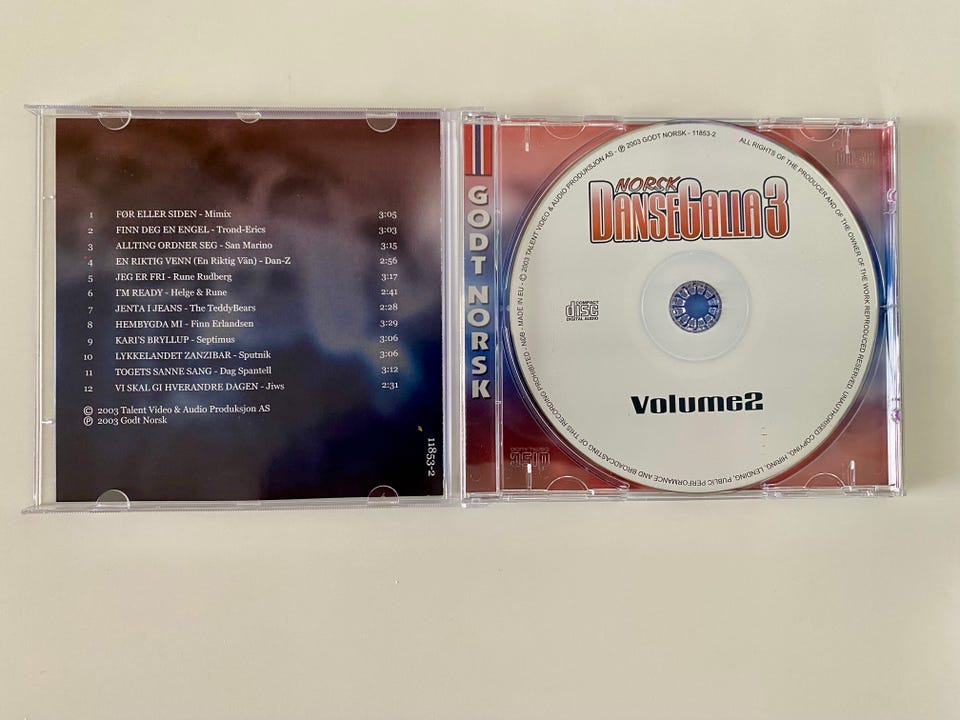 1 FØR ELLER SIDEN - Mimix 3:05
2 FINN DEG EN ENGEL - Trond-Erics 3:03
3 ALLTING ORDNER SEG - San Marino 3:15
4 EN RIKTIG VENN (En Riktig Vän) - Dan-Z 2:56
5 JEG ER FRI - Rune Rudberg 3:17
6 I'M READY - Helge & Rune 2:41
7 JENTA I JEANS - The TeddyBears 2:28
8 HEMBYGDA MI - Finn Erlandsen 3:29
9 KARI'S BRYLLUP - Septimus 3:06
10 LYKKELANDET ZANZIBAR - Sputnik 3:06
11 TOGETS SANNE SANG - Dag Spantell 3:12
12 VI SKAL GI HVERANDRE DAGEN - Jiws 2:31
© 2003 Talent Video & Audio Produksjon AS
℗ 2003 Godt Norsk
11853-2
GODT NORSK
NORSK
DANSEGALLA 3
COMPACT
disc
DIGITAL AUDIO
Volume2
MADE IN EU - © 2003 TALENT VIDEO & AUDIO PRODUKSJON AS - ℗ 2003 GODT NORSK - 11853-2
ALL RIGHTS OF THE PRODUCER AND OF THE OWNER OF THE WORK REPRODUCED RESERVED. UNAUTHORISED COPYING, HIRING, LENDING, PUBLIC PERFORMANCE AND BROADCASTING OF THIS RECORDING PROHIBITED - NCB -
disc